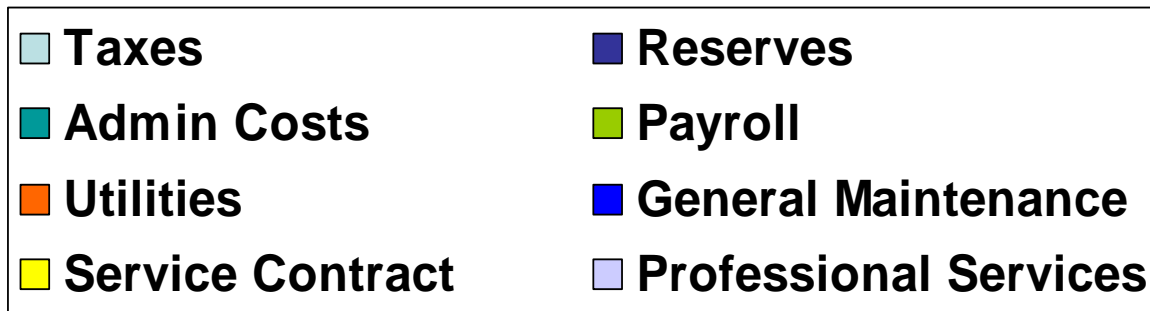 Taxes Reserves
Admin Costs Payroll
Utilities General Maintenance
Service Contract Professional Services